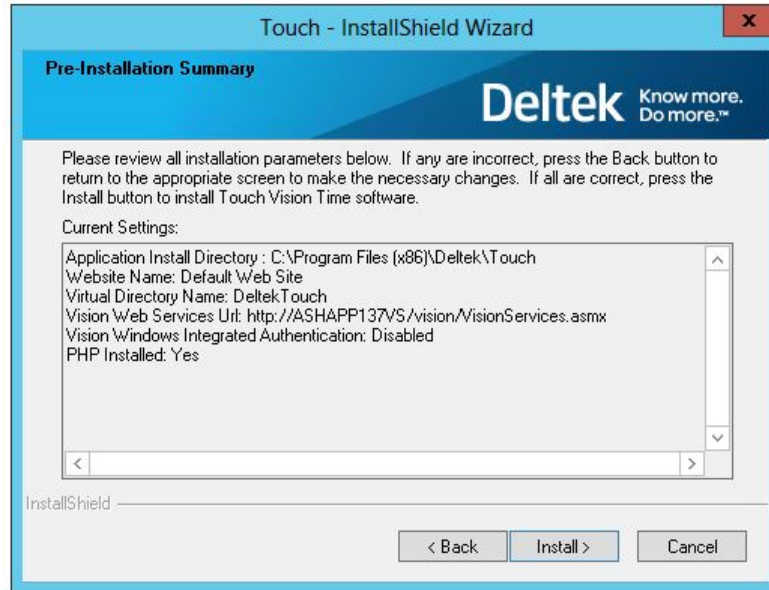 Touch - InstallShield Wizard
x
Pre-Installation Summary
Deltek Know more.
Do more.™
Please review all installation parameters below. If any are incorrect, press the Back button to
return to the appropriate screen to make the necessary changes. If all are correct, press the
Install button to install Touch Vision Time software.
Current Settings:
Application Install Directory : C:\Program Files (x86)\Deltek\Touch
Website Name: Default Web Site
Virtual Directory Name: DeltekTouch
Vision Web Services Url: http://ASHAPP137VS/vision/VisionServices.asmx
Vision Windows Integrated Authentication: Disabled
PHP Installed: Yes
InstallShield
< Back
Install >
Cancel